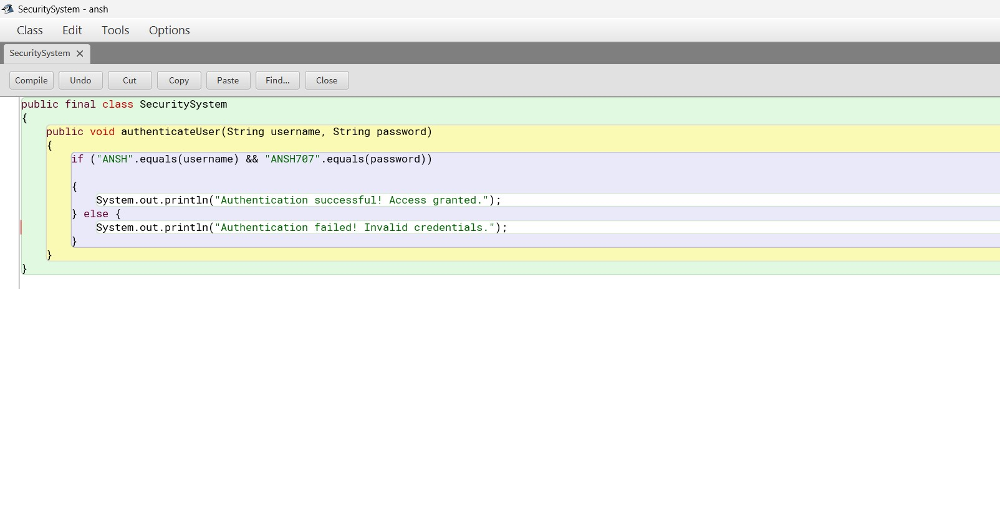 SecuritySystem - ansh
Class Edit Tools Options
SecuritySystem ×
Compile Undo Cut Copy Paste Find... Close
public final class SecuritySystem
{
    public void authenticateUser(String username, String password)
    {
        if ("ANSH".equals(username) && "ANSH707".equals(password))
        {
            System.out.println("Authentication successful! Access granted.");
        } else {
            System.out.println("Authentication failed! Invalid credentials.");
        }
    }
}